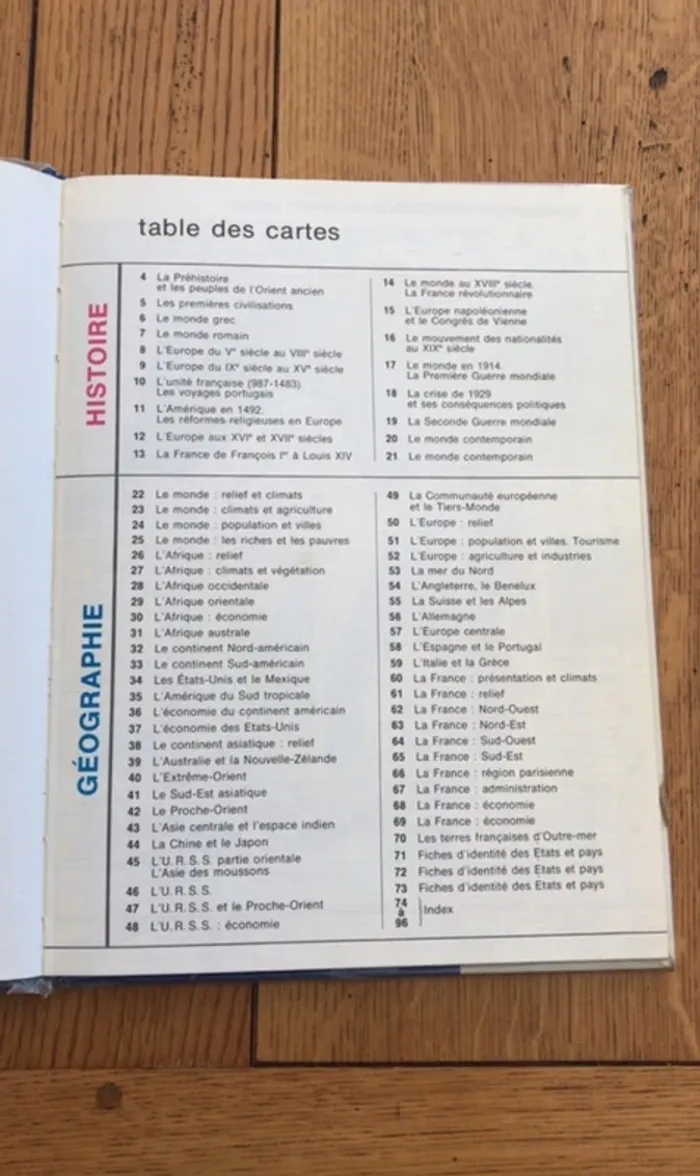 table des cartes
HISTOIRE
4 La Préhistoire
et les peuples de l'Orient ancien
5 Les premières civilisations
6 Le monde grec
7 Le monde romain
8 L'Europe du Ve siècle au VIIIe siècle
9 L'Europe du IXe siècle au XVe siècle
10 L'unité française (987-1483).
Les voyages portugais
11 L'Amérique en 1492.
Les réformes religieuses en Europe
12 L'Europe aux XVIe et XVIIe siècles
13 La France de François Ier à Louis XIV
14 Le monde au XVIIIe siècle.
La France révolutionnaire
15 L'Europe napoléonienne
et le Congrès de Vienne
16 Le mouvement des nationalités
au XIXe siècle
17 Le monde en 1914.
La Première Guerre mondiale
18 La crise de 1929
et ses conséquences politiques
19 La Seconde Guerre mondiale
20 Le monde contemporain
21 Le monde contemporain
GÉOGRAPHIE
22 Le monde : relief et climats
23 Le monde : climats et agriculture
24 Le monde : population et villes
25 Le monde : les riches et les pauvres
26 L'Afrique : relief
27 L'Afrique : climats et végétation
28 L'Afrique occidentale
29 L'Afrique orientale
30 L'Afrique : économie
31 L'Afrique australe
32 Le continent Nord-américain
33 Le continent Sud-américain
34 Les États-Unis et le Mexique
35 L'Amérique du Sud tropicale
36 L'économie du continent américain
37 L'économie des Etats-Unis
38 Le continent asiatique : relief
39 L'Australie et la Nouvelle-Zélande
40 L'Extrême-Orient
41 Le Sud-Est asiatique
42 Le Proche-Orient
43 L'Asie centrale et l'espace indien
44 La Chine et le Japon
45 L'U.R.S.S. partie orientale
L'Asie des moussons
46 L'U.R.S.S.
47 L'U.R.S.S. et le Proche-Orient
48 L'U.R.S.S. : économie
49 La Communauté européenne
et le Tiers-Monde
50 L'Europe : relief
51 L'Europe : population et villes. Tourisme
52 L'Europe : agriculture et industries
53 La mer du Nord
54 L'Angleterre, le Benelux
55 La Suisse et les Alpes
56 L'Allemagne
57 L'Europe centrale
58 L'Espagne et le Portugal
59 L'Italie et la Grèce
60 La France : présentation et climats
61 La France : relief
62 La France : Nord-Ouest
63 La France : Nord-Est
64 La France : Sud-Ouest
65 La France : Sud-Est
66 La France : région parisienne
67 La France : administration
68 La France : économie
69 La France : économie
70 Les terres françaises d'Outre-mer
71 Fiches d'identité des Etats et pays
72 Fiches d'identité des Etats et pays
73 Fiches d'identité des Etats et pays
74
à Index
96